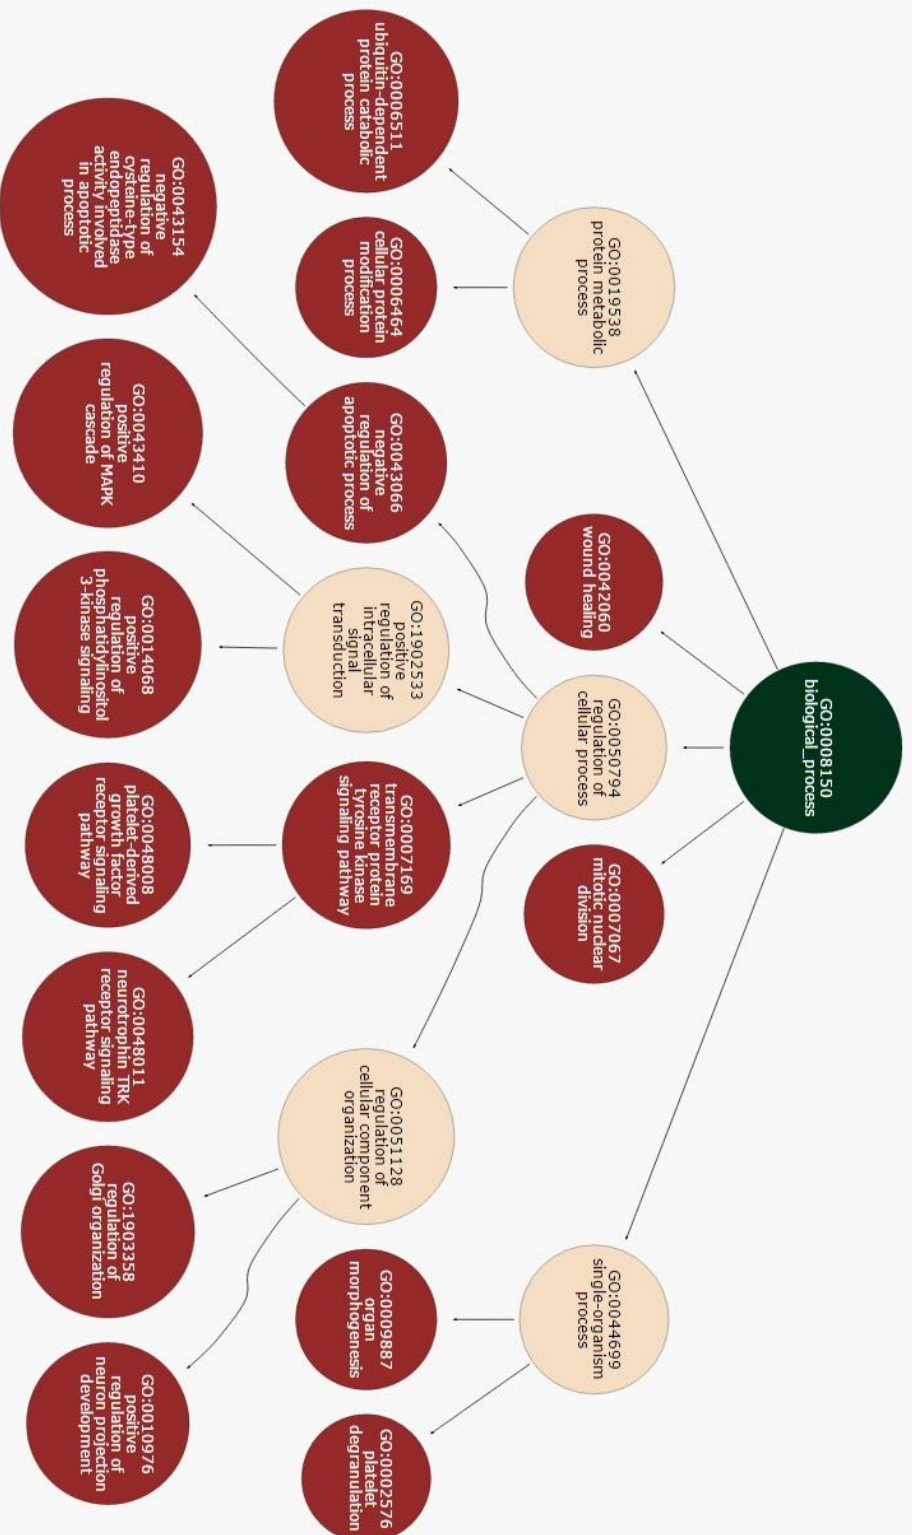 GO:0008150
biological_process
GO:0019538
protein metabolic
process
GO:0042060
wound healing
GO:0050794
regulation of
cellular process
GO:0007067
mitotic nuclear
division
GO:0044699
single-organism
process
GO:0006511
ubiquitin-dependent
protein catabolic
process
GO:0006464
cellular protein
modification
process
GO:0043066
negative
regulation of
apoptotic process
GO:1902533
positive
regulation of
intracellular
signal
transduction
GO:0007169
transmembrane
receptor protein
tyrosine kinase
signaling pathway
GO:0051128
regulation of
cellular component
organization
GO:0009887
organ
morphogenesis
GO:0002576
platelet
degranulation
GO:0043154
negative
regulation of
cysteine-type
endopeptidase
activity involved
in apoptotic
process
GO:0043410
positive
regulation of MAPK
cascade
GO:0014068
positive
regulation of
phosphatidylinositol
3-kinase signaling
GO:0048008
platelet-derived
growth factor
receptor signaling
pathway
GO:0048011
neurotrophin TRK
receptor signaling
pathway
GO:1903358
regulation of
Golgi organization
GO:0010976
positive
regulation of
neuron projection
development